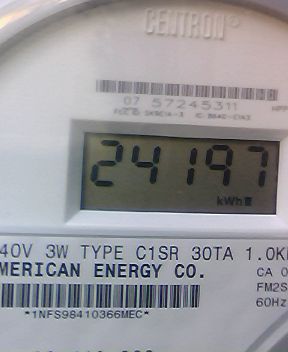 CENTRON®
07 57245311
24197
kWh
40V 3W TYPE C1SR 30TA 1.0K
MERICAN ENERGY CO.
CA 0
FM2S
60Hz
*1NFS98410366MEC*